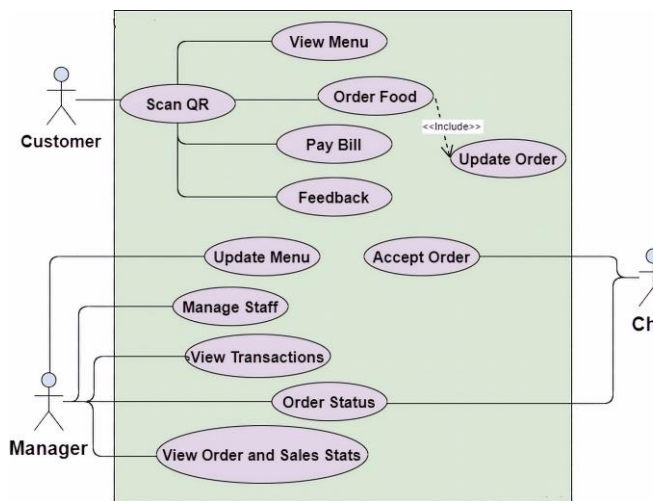 View Menu
Scan QR
Order Food
Customer
<<Include>>
Pay Bill
Update Order
Feedback
Update Menu
Accept Order
Manage Staff
Ch
View Transactions
Order Status
Manager
View Order and Sales Stats